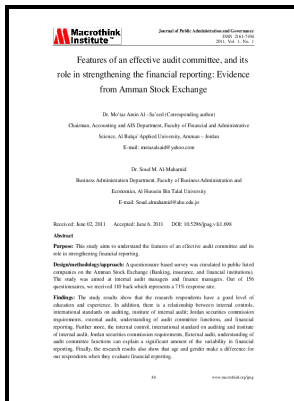 Macrothink
Institute™
Journal of Public Administration and Governance
ISSN 2161-7104
2011, Vol. 1, No. 1
Features of an effective audit committee, and its
role in strengthening the financial reporting: Evidence
from Amman Stock Exchange
Dr. Mo'taz Amin Al - Sa'eed (Corresponding author)
Chairman, Accounting and AIS Department, Faculty of Financial and Administrative
Science, Al Balqa' Applied University, Amman – Jordan
E-mail: motazalsaid@yahoo.com
Dr. Soud M. Al-Mahamid
Business Administration Department, Faculty of Business Administration and
Economics, Al Hussein Bin Talal University
E-mail: Soud.almahamid@ahu.edu.jo
Received: June 02, 2011 Accepted: June 6, 2011 DOI: 10.5296/jpag.v1i1.698
Abstract
Purpose: This study aims to understand the features of an effective audit committee and its
role in strengthening financial reporting.
Design/methodology/approach: A questionnaire based survey was circulated to public listed
companies on the Amman Stock Exchange (Banking, insurance, and financial institutions).
The study was aimed at internal audit managers and finance managers. Out of 156
questionnaires, we received 110 back which represents a 71% response rate.
Findings: The study results show that the research respondents have a good level of
education and experience. In addition, there is a relationship between internal controls,
international standards on auditing, institute of internal audit; Jordan securities commission
requirements, external audit, understanding of audit committee functions, and financial
reporting. Further more, the internal control, international standards on auditing and institute
of internal audit, Jordan securities commission requirements, External audit, understanding of
audit committee functions can explain a significant amount of the variability in financial
reporting. Finally, the research results also show that age and gender make a difference for
our respondents when they evaluate financial reporting.
www.macrothink.org/jpag